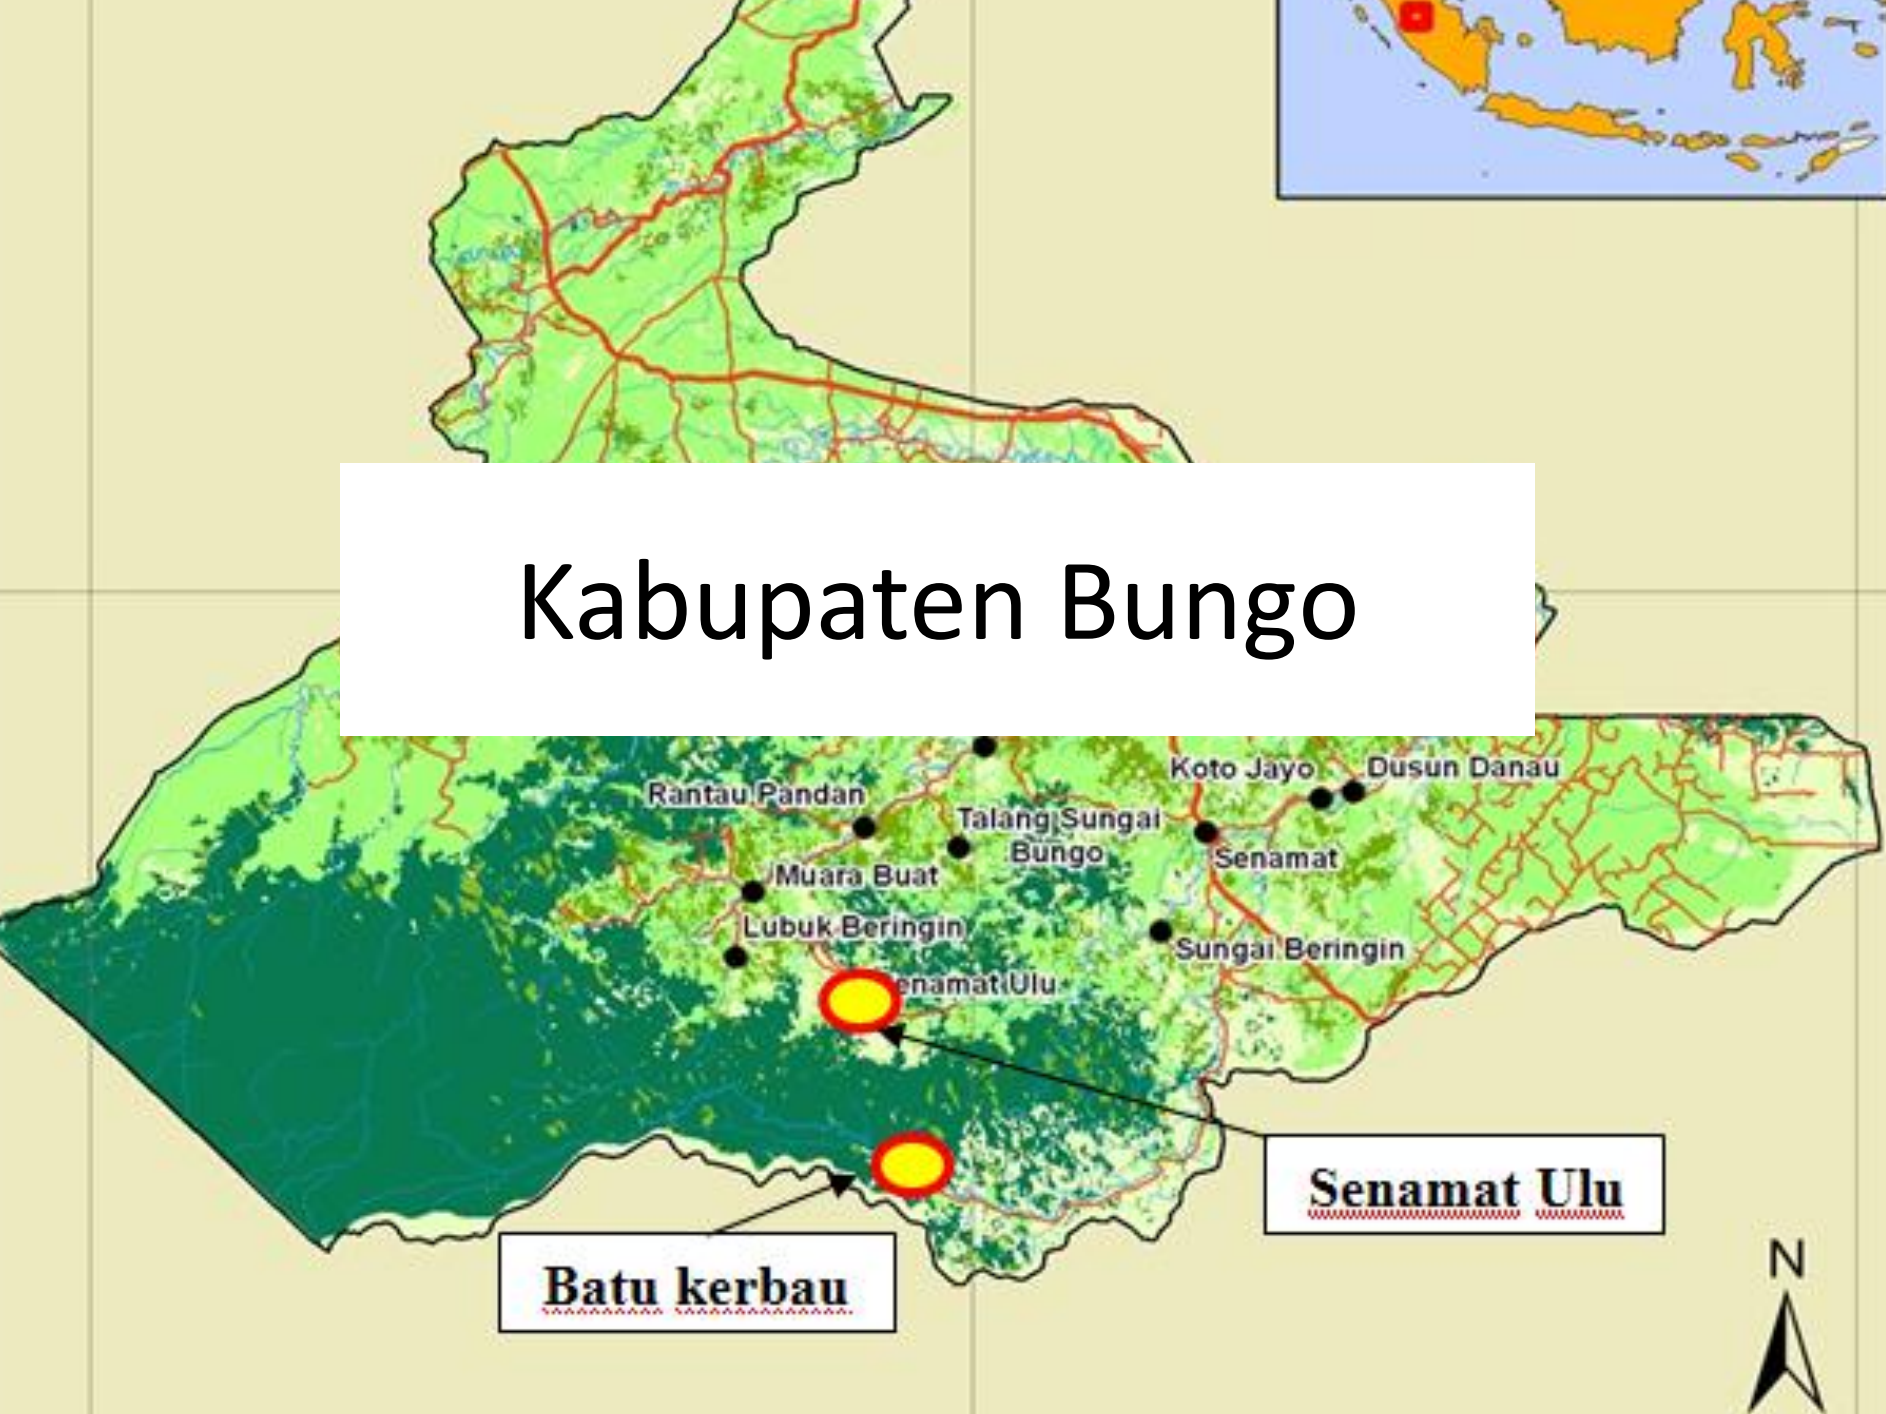 Kabupaten Bungo
Koto Jayo
Dusun Danau
Rantau Pandan
Talang Sungai
Bungo
Senamat
Muara Buat
Lubuk Beringin
Sungai Beringin
enamat Ulu
Senamat Ulu
Batu kerbau
N